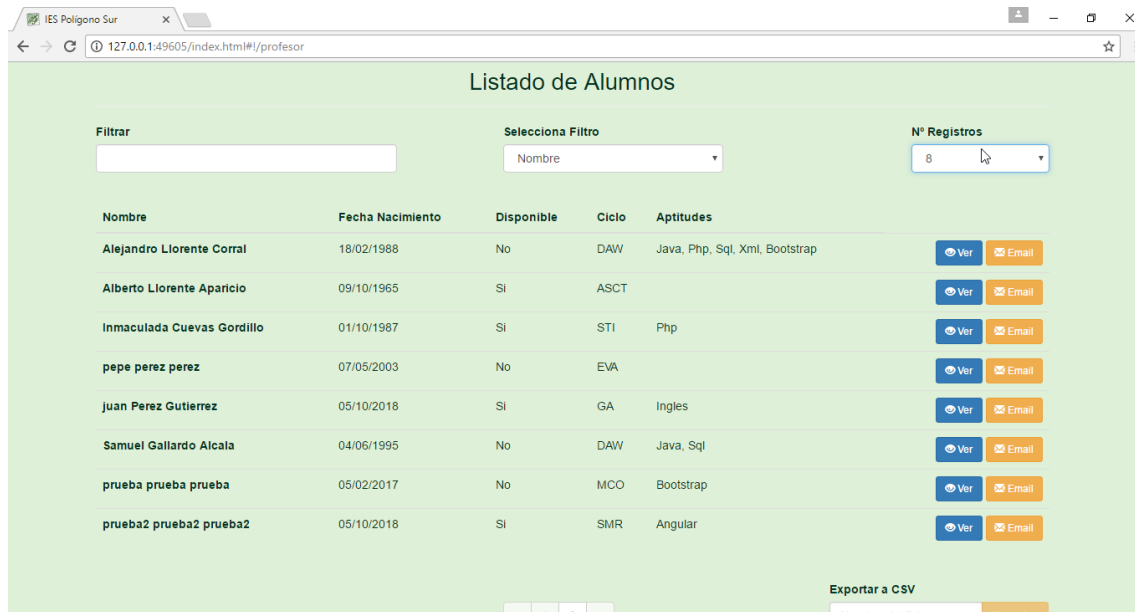 IES Polígono Sur
127.0.0.1:49605/index.html#!/profesor
Listado de Alumnos
Filtrar Selecciona Filtro Nº Registros
Nombre 8
Nombre Fecha Nacimiento Disponible Ciclo Aptitudes
Alejandro Llorente Corral 18/02/1988 No DAW Java, Php, Sql, Xml, Bootstrap Ver Email
Alberto Llorente Aparicio 09/10/1965 Si ASCT Ver Email
Inmaculada Cuevas Gordillo 01/10/1987 Si STI Php Ver Email
pepe perez perez 07/05/2003 No EVA Ver Email
juan Perez Gutierrez 05/10/2018 Si GA Ingles Ver Email
Samuel Gallardo Alcala 04/06/1995 No DAW Java, Sql Ver Email
prueba prueba prueba 05/02/2017 No MCO Bootstrap Ver Email
prueba2 prueba2 prueba2 05/10/2018 Si SMR Angular Ver Email
Exportar a CSV